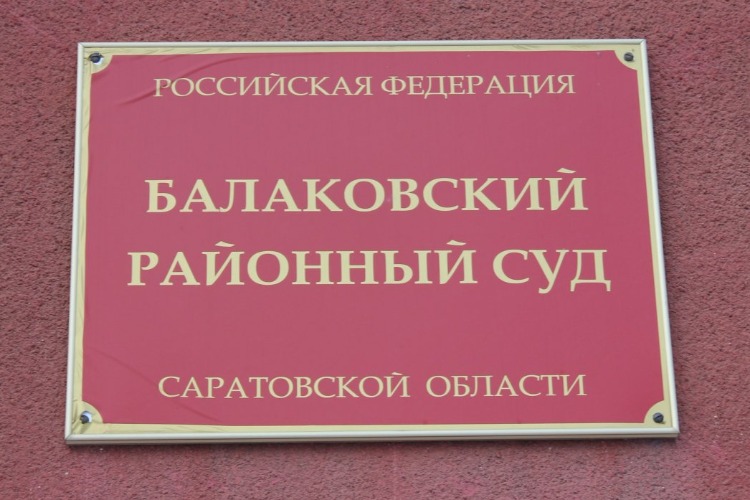 РОССИЙСКАЯ ФЕДЕРАЦИЯ
БАЛАКОВСКИЙ
РАЙОННЫЙ СУД
САРАТОВСКОЙ ОБЛАСТИ